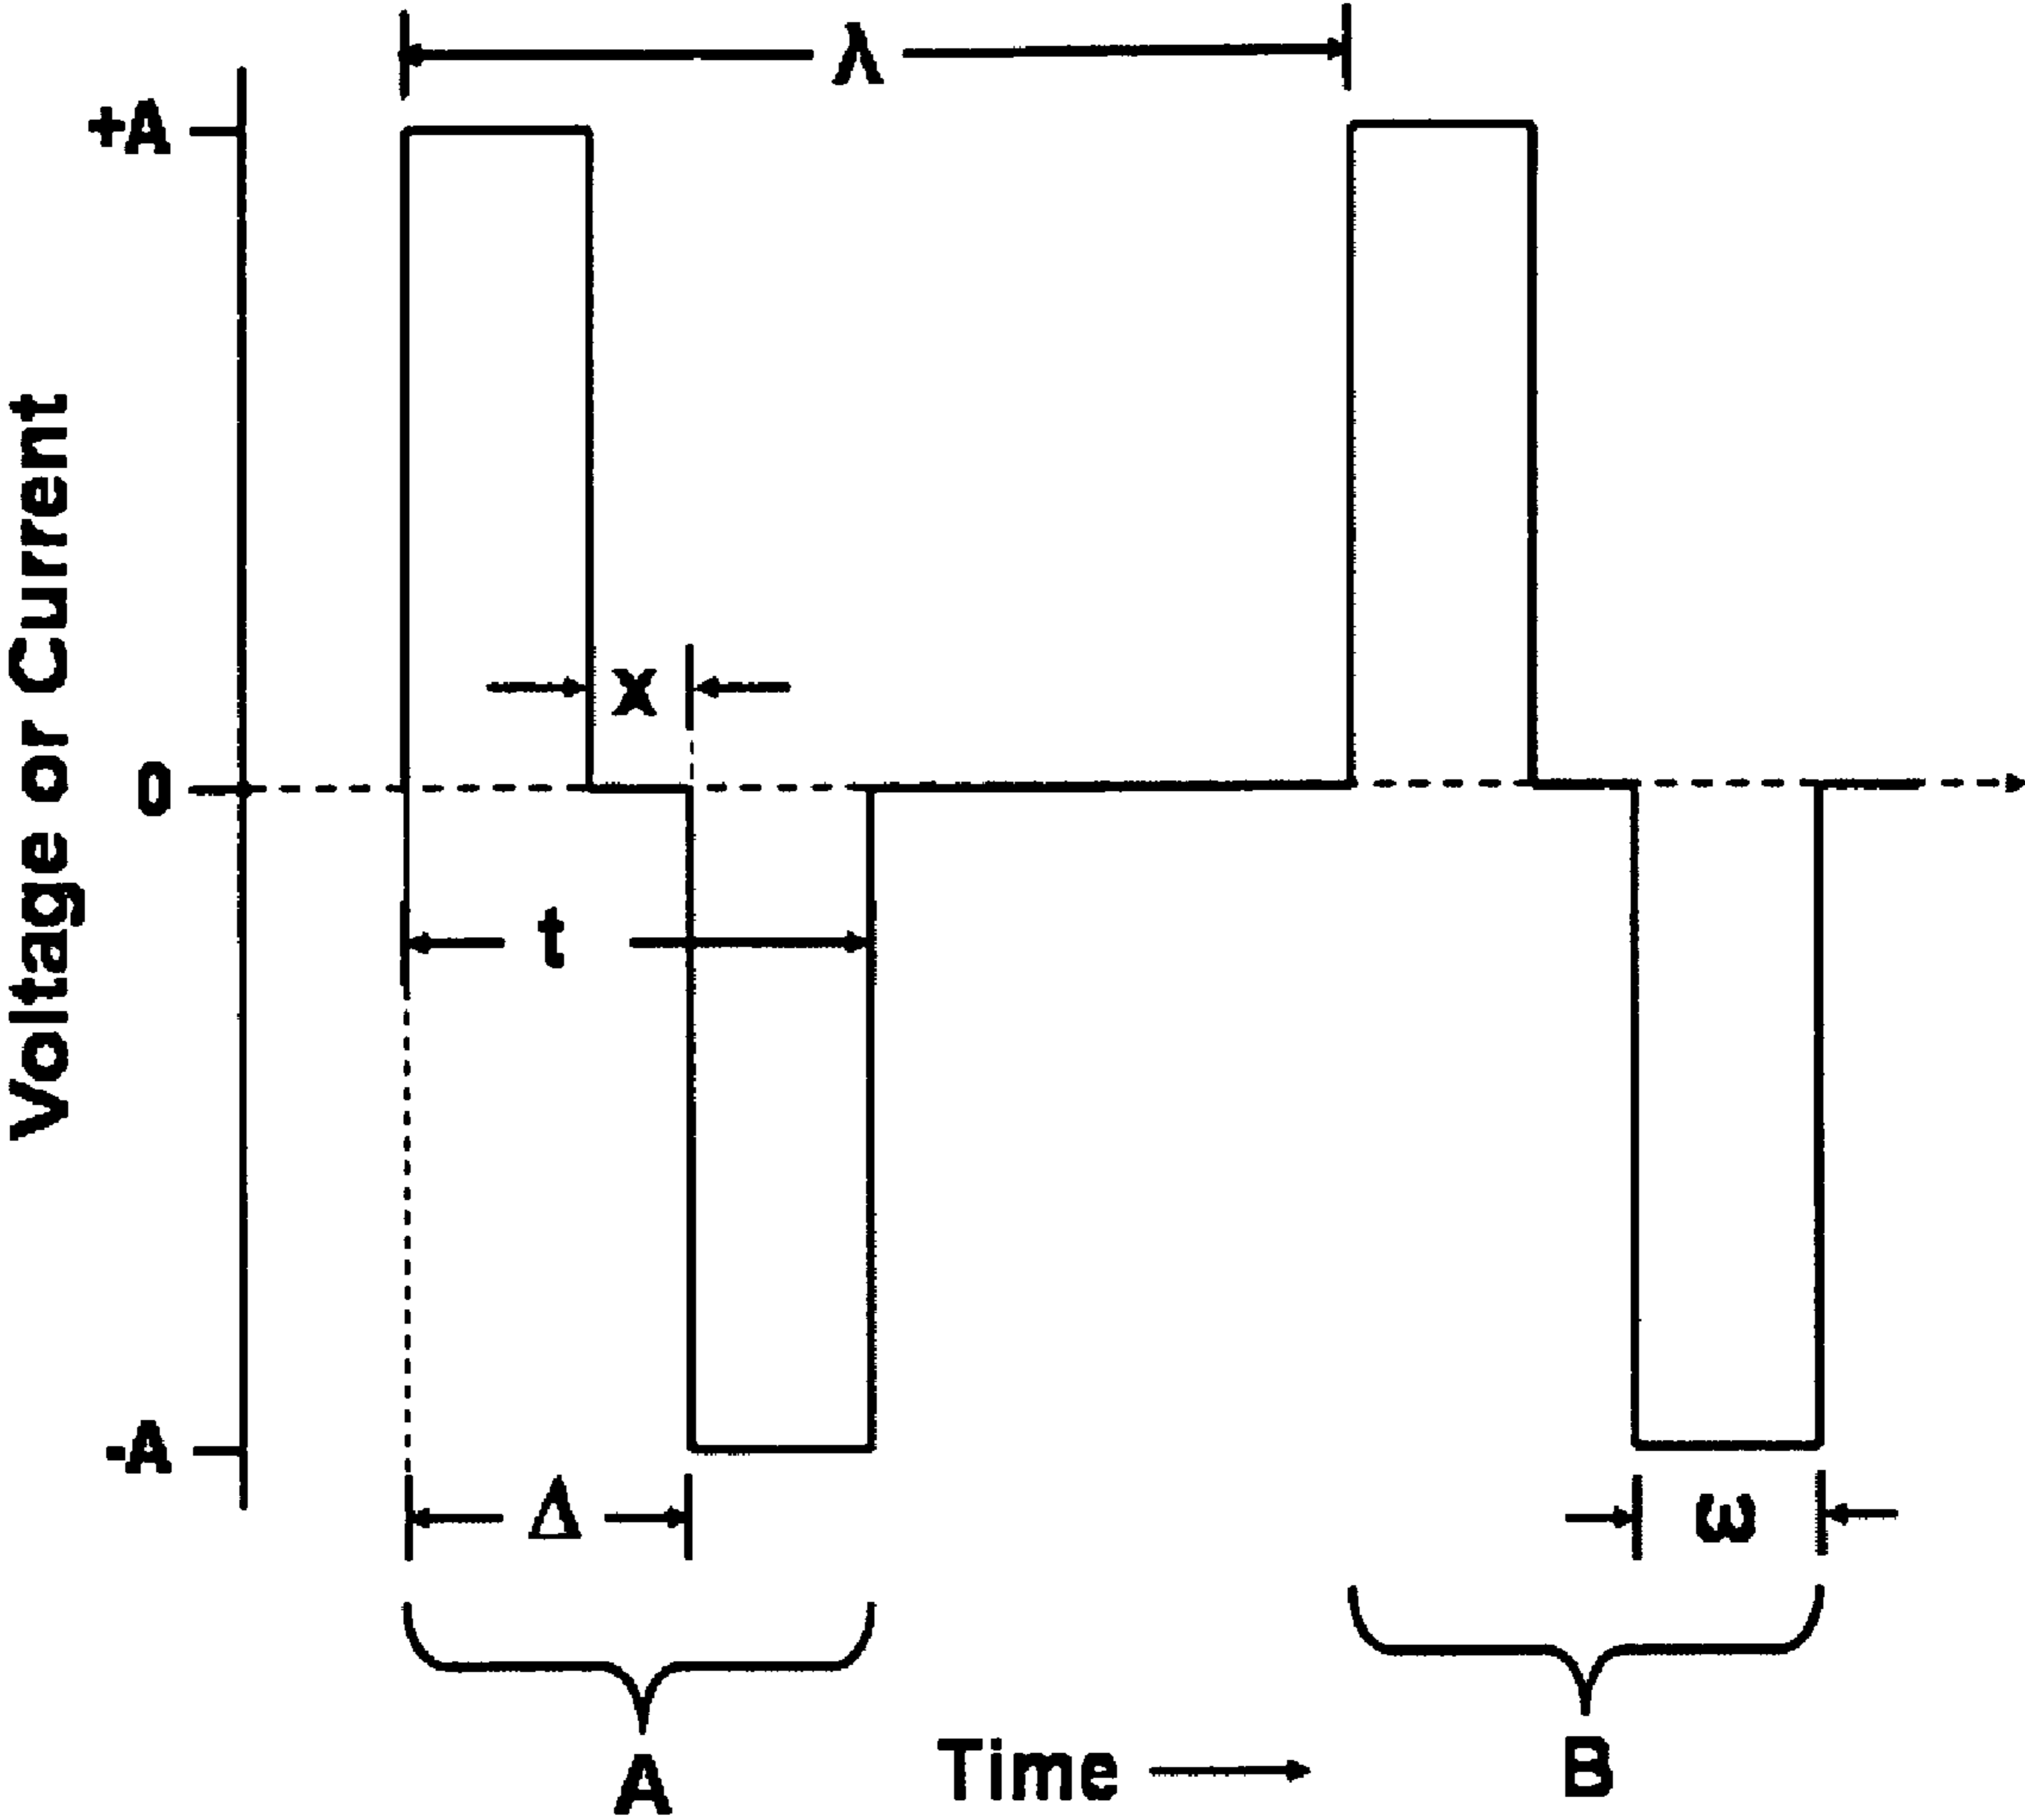 λ
+A
Voltage or Current
x
0
t
-A
Δ
ω
A
Time
B